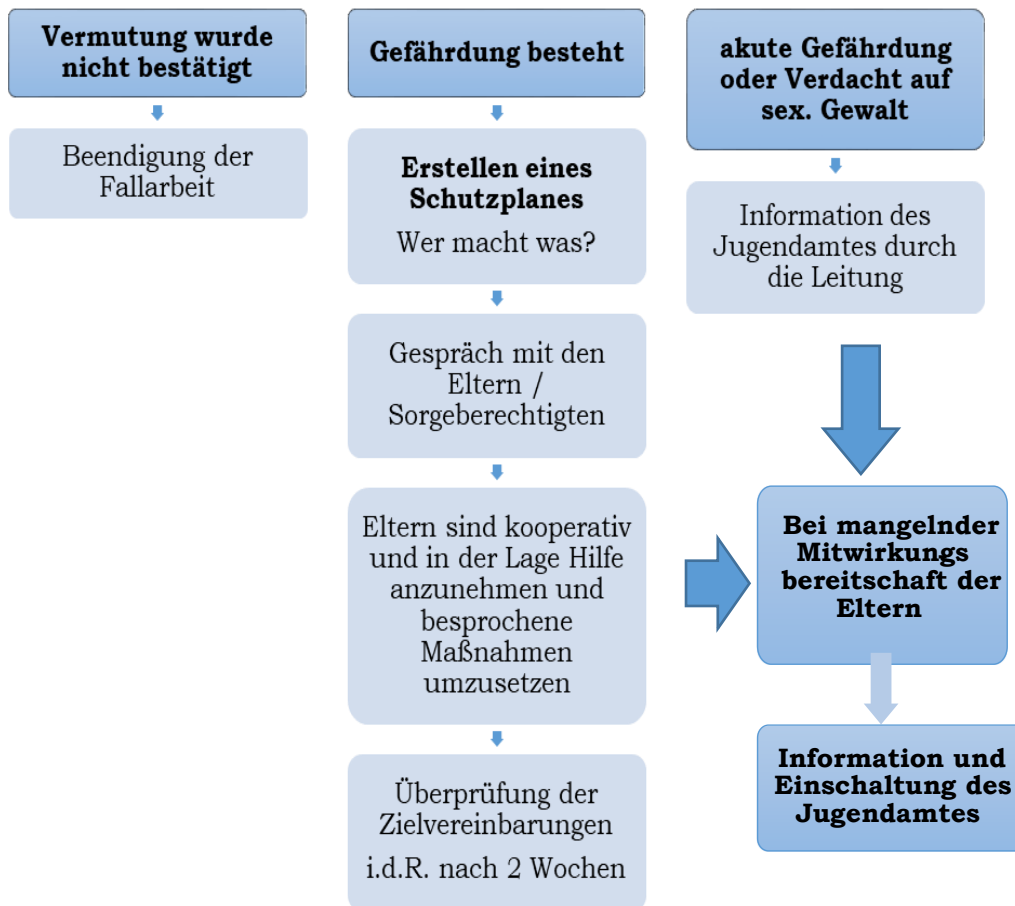 Vermutung wurde
nicht bestätigt
Beendigung der
Fallarbeit
Gefährdung besteht
Erstellen eines
Schutzplanes
Wer macht was?
Gespräch mit den
Eltern /
Sorgeberechtigten
Eltern sind kooperativ
und in der Lage Hilfe
anzunehmen und
besprochene
Maßnahmen
umzusetzen
Überprüfung der
Zielvereinbarungen
i.d.R. nach 2 Wochen
akute Gefährdung
oder Verdacht auf
sex. Gewalt
Information des
Jugendamtes durch
die Leitung
Bei mangelnder
Mitwirkungs
bereitschaft der
Eltern
Information und
Einschaltung des
Jugendamtes